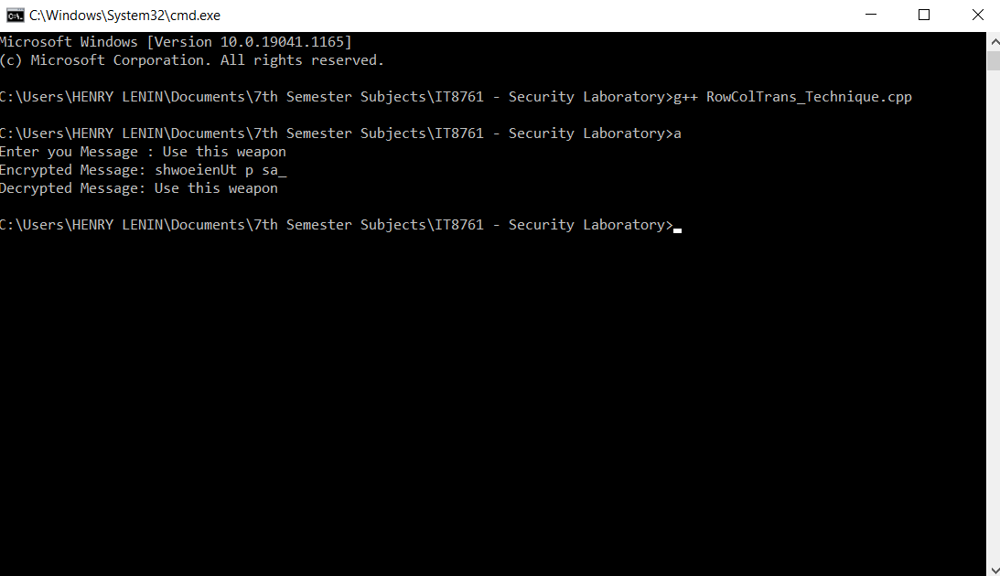 C:\Windows\System32\cmd.exe
Microsoft Windows [Version 10.0.19041.1165]
(c) Microsoft Corporation. All rights reserved.
C:\Users\HENRY LENIN\Documents\7th Semester Subjects\IT8761 - Security Laboratory>g++ RowColTrans_Technique.cpp
C:\Users\HENRY LENIN\Documents\7th Semester Subjects\IT8761 - Security Laboratory>a
Enter you Message : Use this weapon
Encrypted Message: shwoeienUt p sa_
Decrypted Message: Use this weapon
C:\Users\HENRY LENIN\Documents\7th Semester Subjects\IT8761 - Security Laboratory>